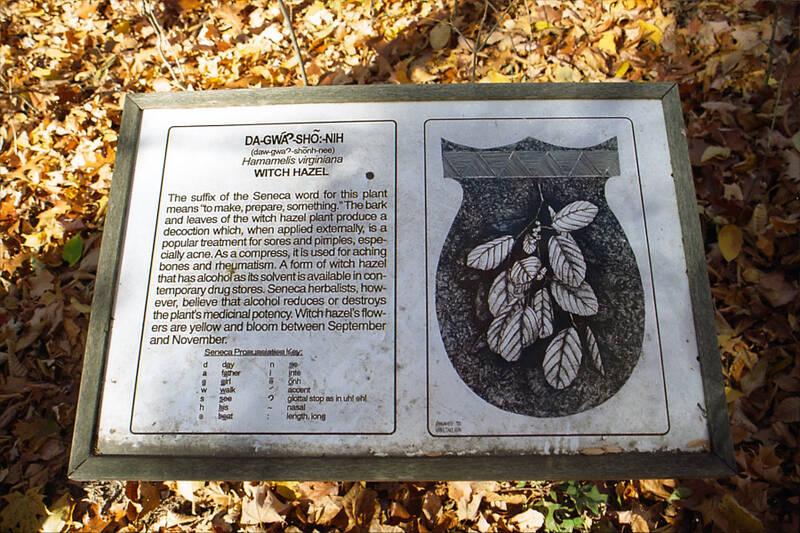 DA-GWĀ́ʔ-SHÕ:-NIH
(daw-gwaʔ-shõnh-nee)
Hamamelis virginiana
WITCH HAZEL
The suffix of the Seneca word for this plant
means "to make, prepare, something." The bark
and leaves of the witch hazel plant produce a
decoction which, when applied externally, is a
popular treatment for sores and pimples, espe-
cially acne. As a compress, it is used for aching
bones and rheumatism. A form of witch hazel
that has alcohol as its solvent is available in con-
temporary drug stores. Seneca herbalists, how-
ever, believe that alcohol reduces or destroys
the plant's medicinal potency. Witch hazel's flow-
ers are yellow and bloom between September
and November.
Seneca Pronunciation Key:
d day n
a father i
g girl
w walk accent
s see ʔ glottal stop as in uh! eh!
h his ~ nasal
e beat : length, long